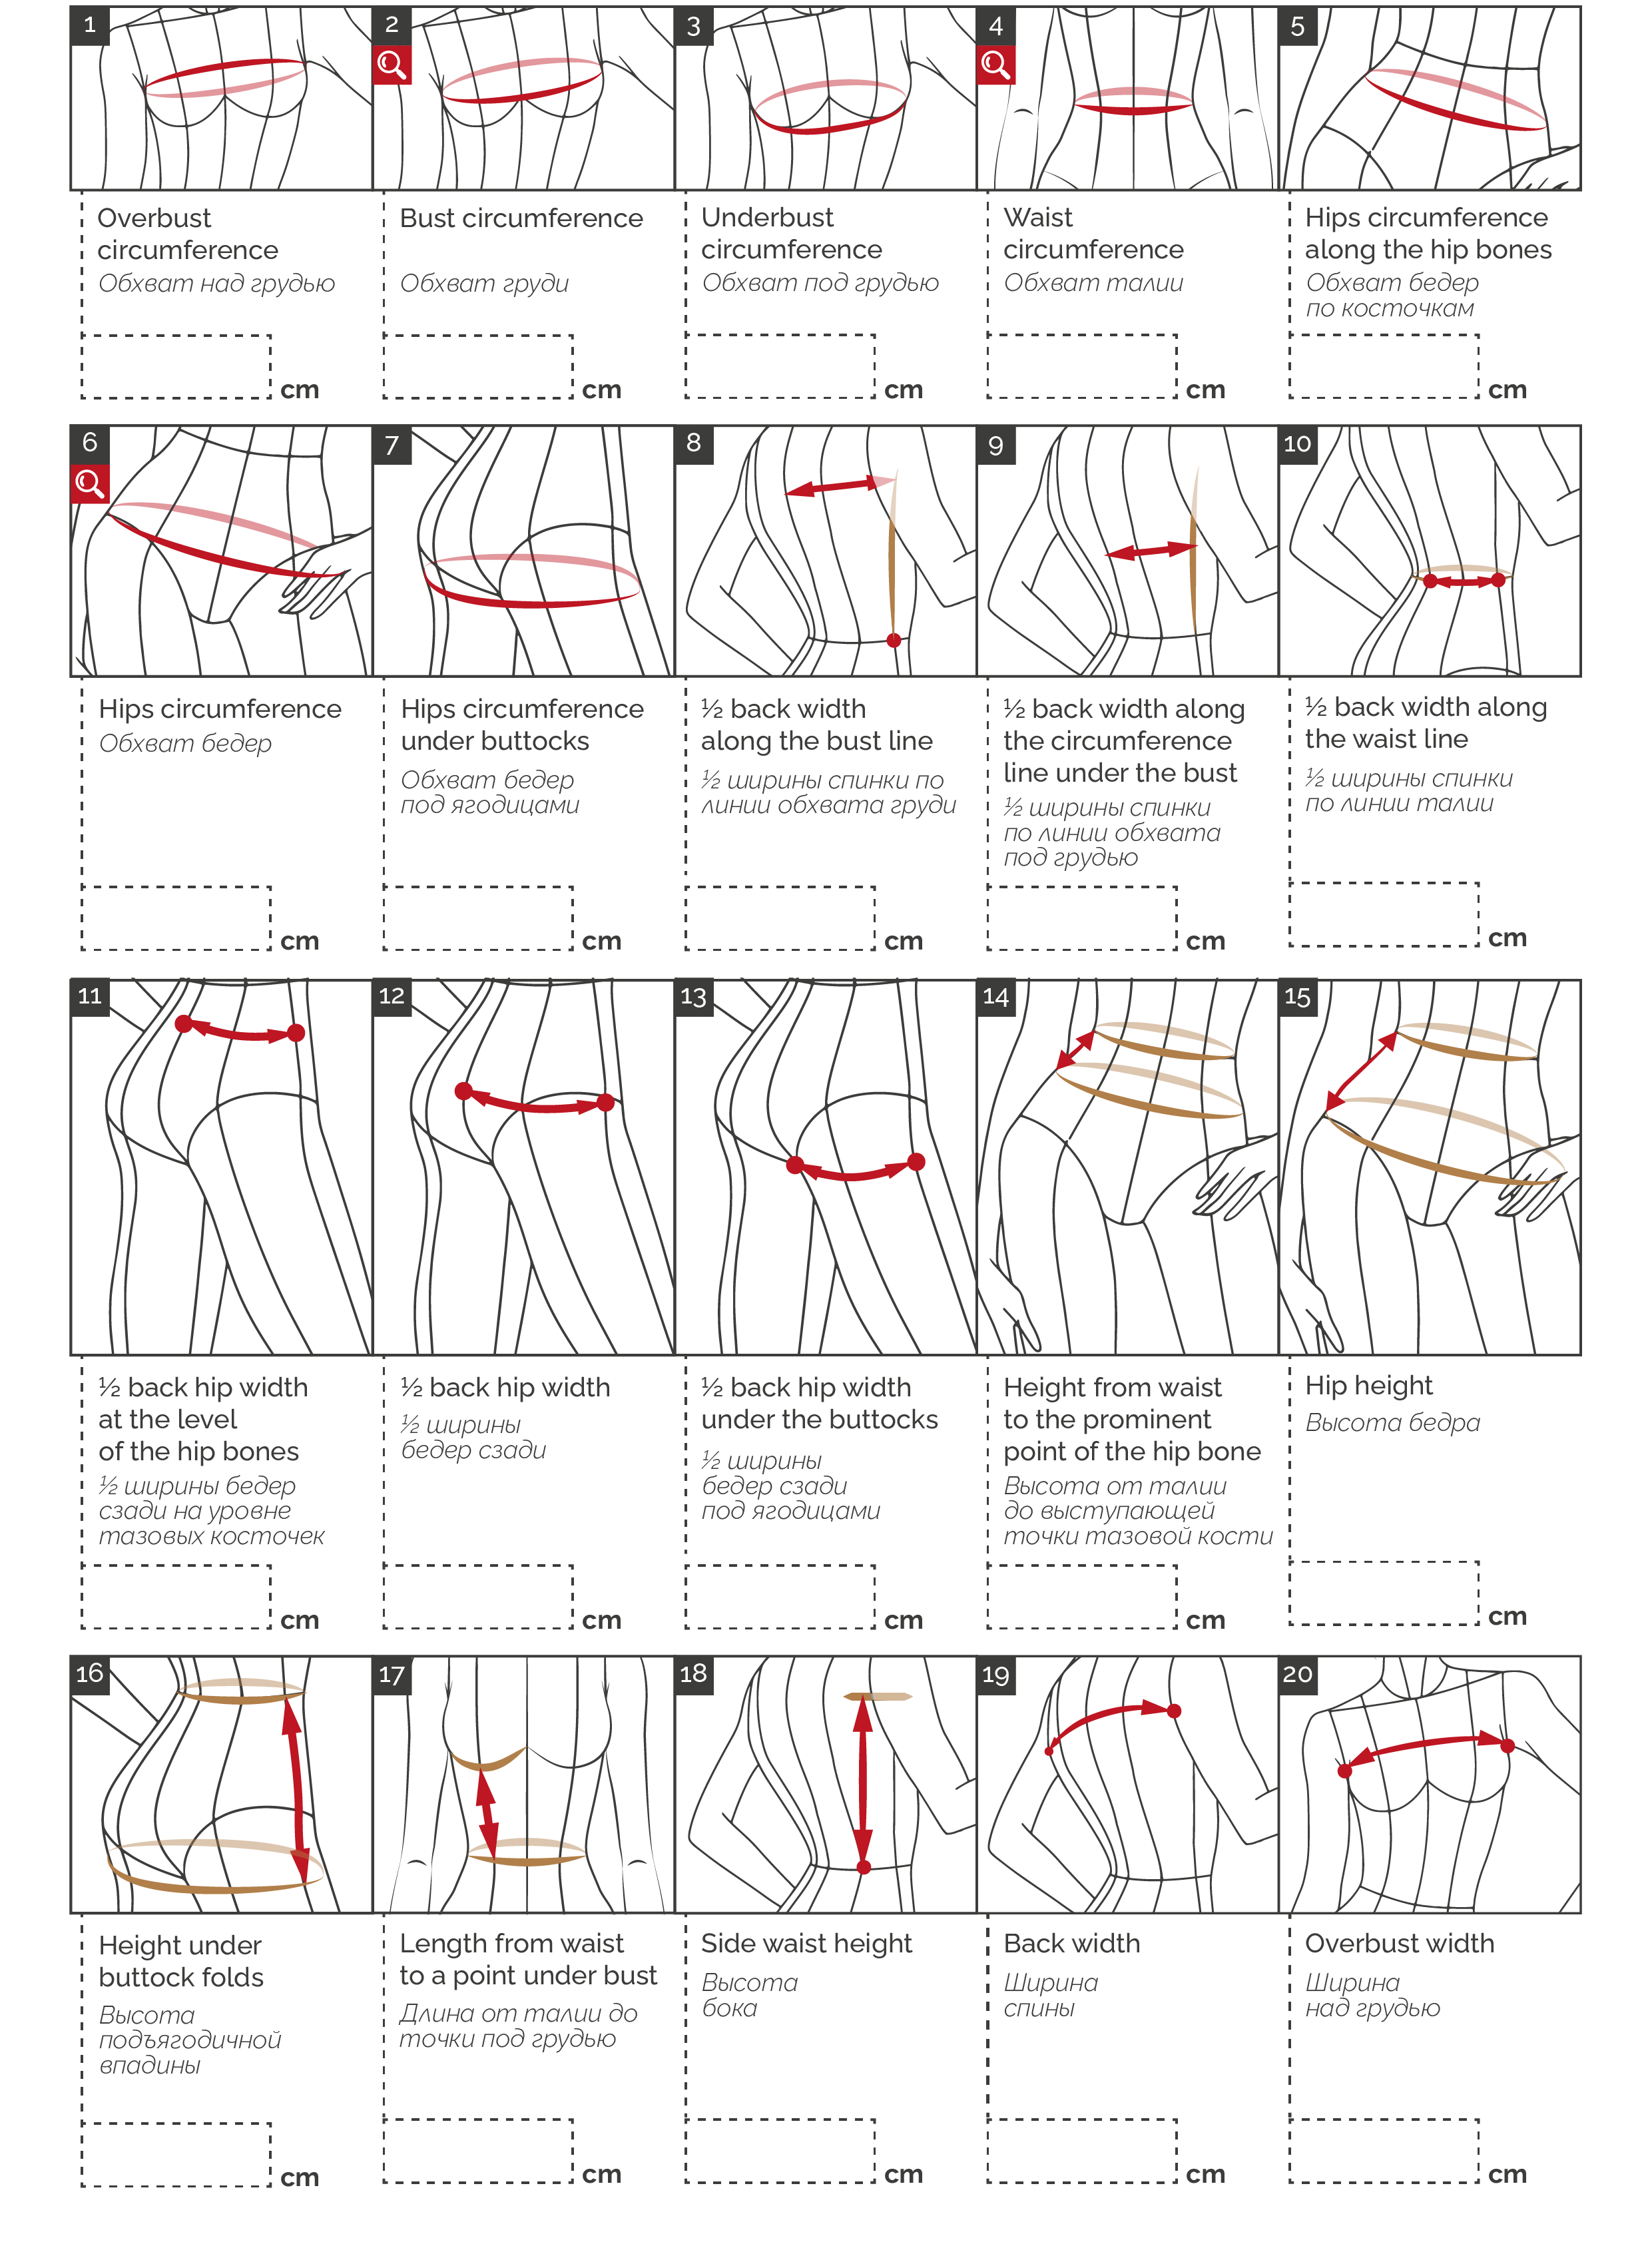 1
2
3
4
5
Overbust
circumference
Обхват над грудью
cm
Bust circumference
Обхват груди
cm
Underbust
circumference
Обхват под грудью
cm
Waist
circumference
Обхват талии
cm
Hips circumference
along the hip bones
Обхват бедер
по косточкам
cm
6
7
8
9
10
Hips circumference
Обхват бедер
cm
Hips circumference
under buttocks
Обхват бедер
под ягодицами
cm
½ back width
along the bust line
½ ширины спинки по
линии обхвата груди
cm
½ back width along
the circumference
line under the bust
½ ширины спинки
по линии обхвата
под грудью
cm
½ back width along
the waist line
½ ширины спинки
по линии талии
cm
11
12
13
14
15
½ back hip width
at the level
of the hip bones
½ ширины бедер
сзади на уровне
тазовых косточек
cm
½ back hip width
½ ширины
бедер сзади
cm
½ back hip width
under the buttocks
½ ширины
бедер сзади
под ягодицами
cm
Height from waist
to the prominent
point of the hip bone
Высота от талии
до выступающей
точки тазовой кости
cm
Hip height
Высота бедра
cm
16
17
18
19
20
Height under
buttock folds
Высота
подъягодичной
впадины
cm
Length from waist
to a point under bust
Длина от талии до
точки под грудью
cm
Side waist height
Высота
бока
cm
Back width
Ширина
спины
cm
Overbust width
Ширина
над грудью
cm